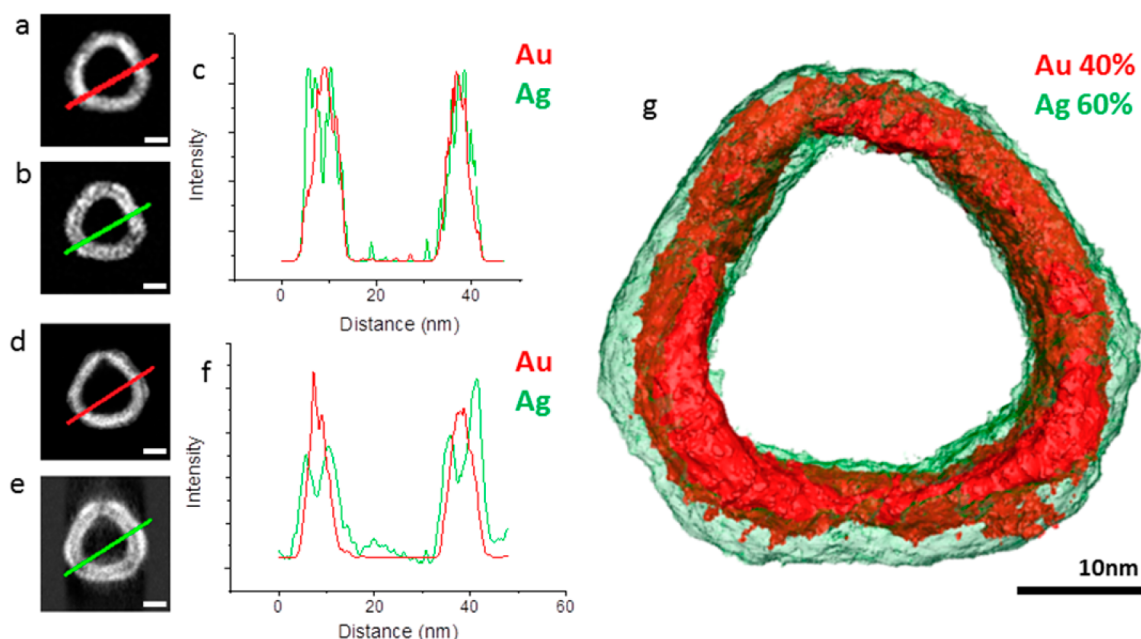 a
b
c
Au
Ag
Intensity
0
20
40
Distance (nm)
d
e
f
Au
Ag
Intensity
0
20
40
60
Distance (nm)
g
Au 40%
Ag 60%
10nm